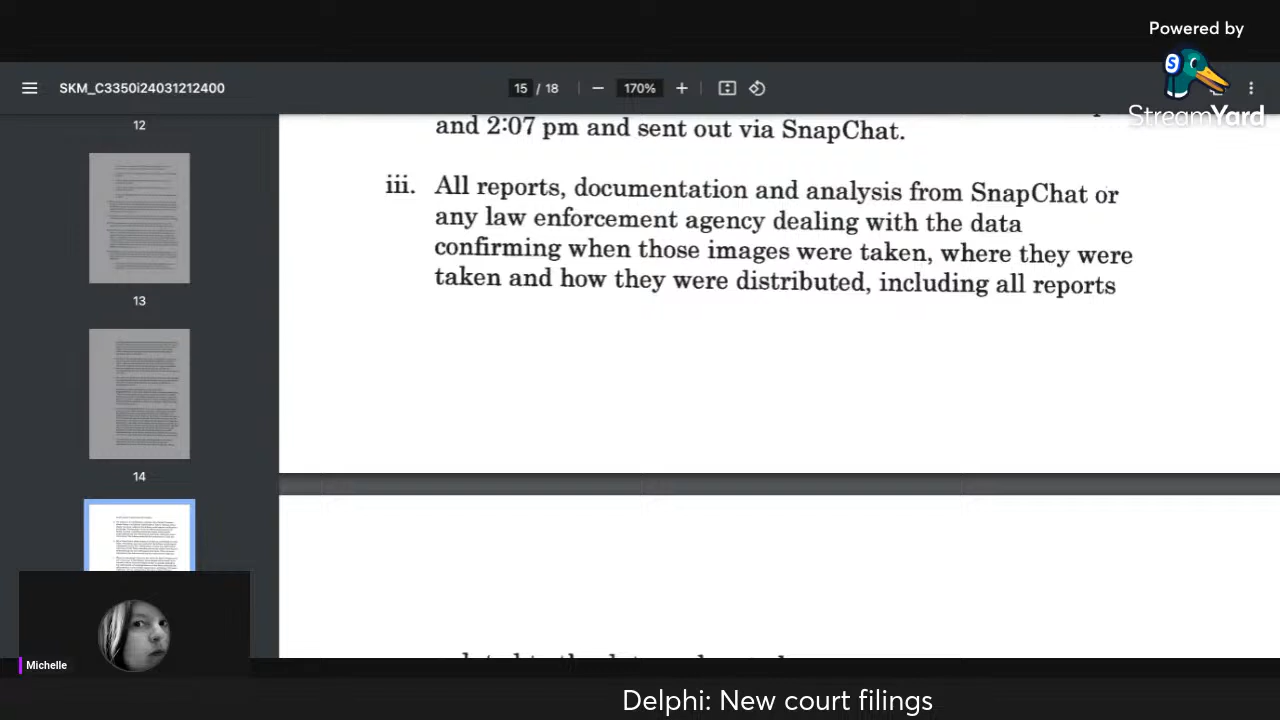 Powered by
StreamYard
SKM_C3350i24031212400
15 / 18
170%
12
13
14
and 2:07 pm and sent out via SnapChat.
iii. All reports, documentation and analysis from SnapChat or
any law enforcement agency dealing with the data
confirming when those images were taken, where they were
taken and how they were distributed, including all reports
Michelle
Delphi: New court filings